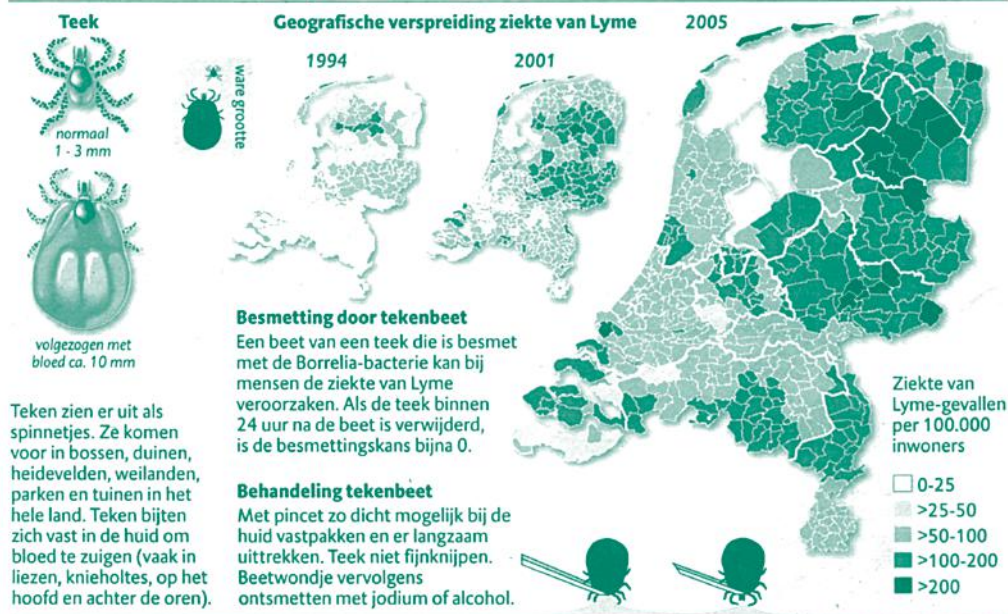 Teek
normaal
1 - 3 mm
ware grootte
volgezogen met
bloed ca. 10 mm
Teken zien er uit als
spinnetjes. Ze komen
voor in bossen, duinen,
heidevelden, weilanden,
parken en tuinen in het
hele land. Teken bijten
zich vast in de huid om
bloed te zuigen (vaak in
liezen, knieholtes, op het
hoofd en achter de oren).
Geografische verspreiding ziekte van Lyme
1994
2001
2005
Besmetting door tekenbeet
Een beet van een teek die is besmet
met de Borrelia-bacterie kan bij
mensen de ziekte van Lyme
veroorzaken. Als de teek binnen
24 uur na de beet is verwijderd,
is de besmettingskans bijna 0.
Behandeling tekenbeet
Met pincet zo dicht mogelijk bij de
huid vastpakken en er langzaam
uittrekken. Teek niet fijnknijpen.
Beetwondje vervolgens
ontsmetten met jodium of alcohol.
Ziekte van
Lyme-gevallen
per 100.000
inwoners
0-25
>25-50
>50-100
>100-200
>200